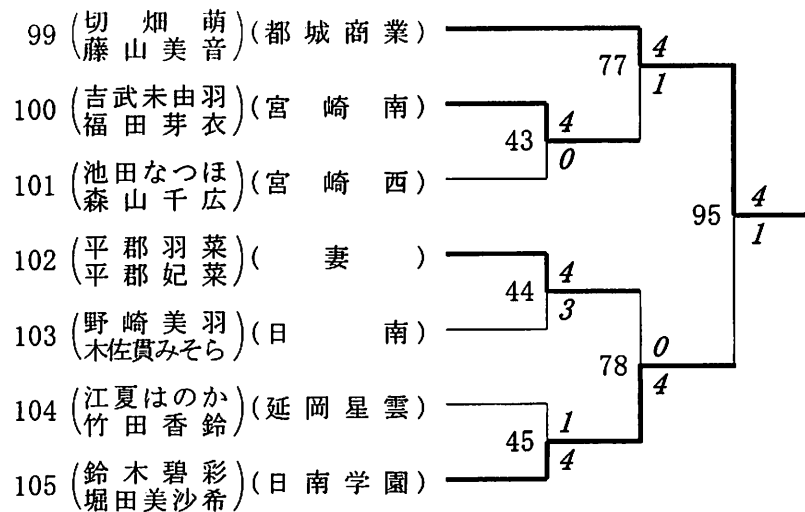 99 (切畑萌 藤山美音) (都城商業)
4
77
1
100 (吉武未由羽 福田芽衣) (宮崎南)
4
43
0
101 (池田なつほ 森山千広) (宮崎西)
4
95
1
102 (平郡羽菜 平郡妃菜) (妻)
4
44
3
103 (野崎美羽 木佐貫みそら) (日南)
0
78
4
104 (江夏はのか 竹田香鈴) (延岡星雲)
1
45
4
105 (鈴木碧彩 堀田美沙希) (日南学園)